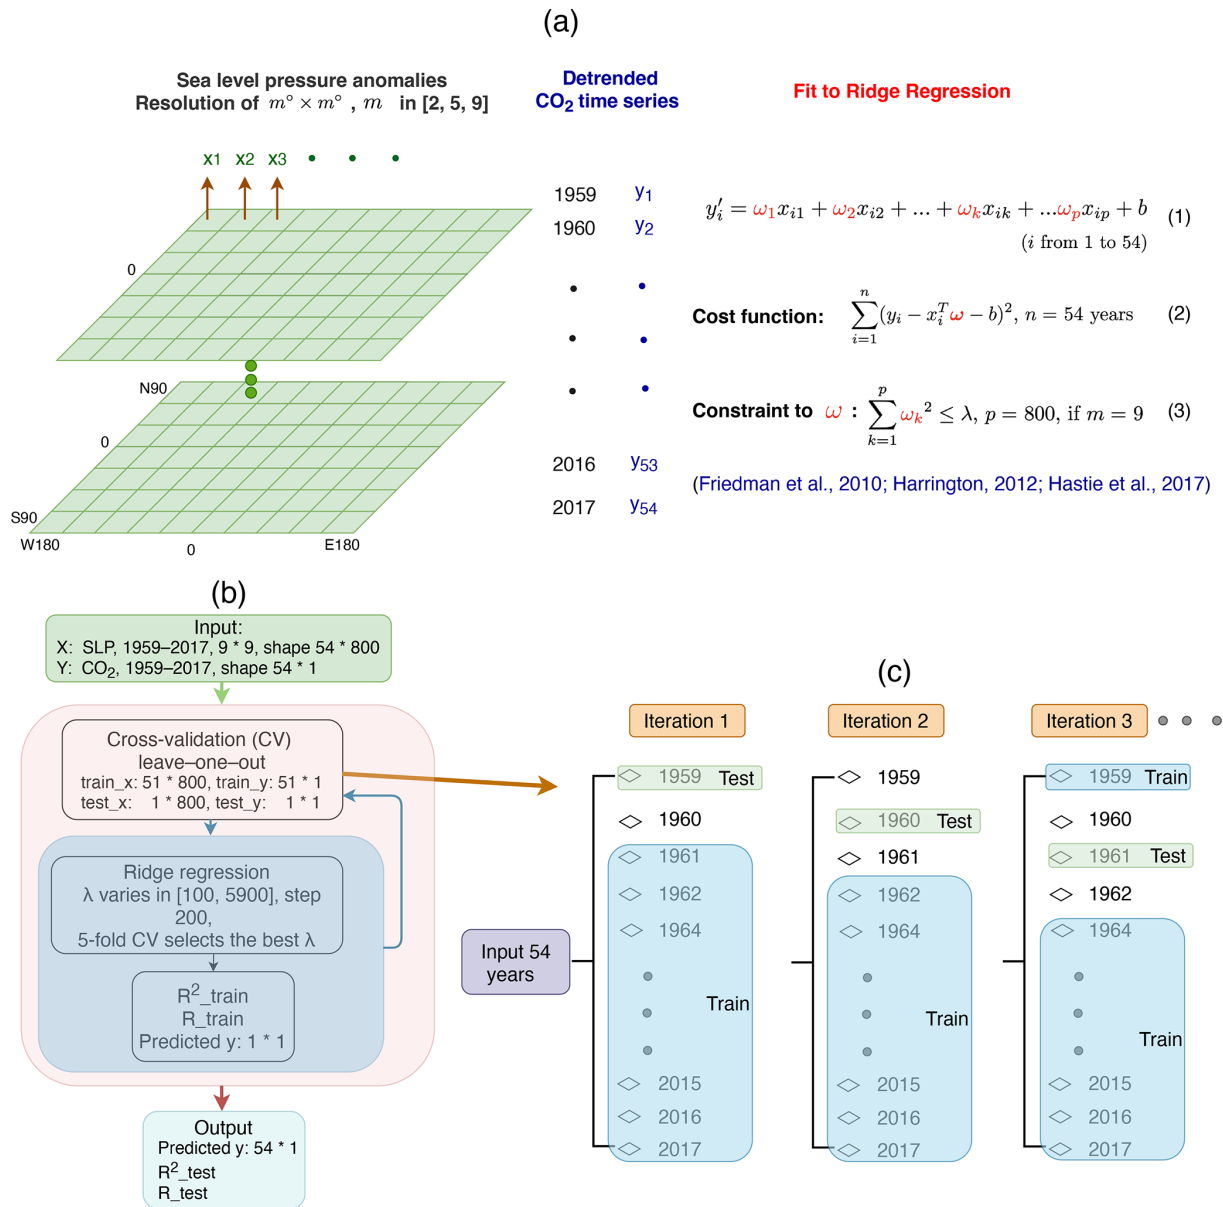 (a)
Sea level pressure anomalies
Resolution of m° × m° , m in [2, 5, 9]
Detrended
CO₂ time series
Fit to Ridge Regression
x1 x2 x3
0
N90
0
S90
W180
0
E180
1959 y₁
1960 y₂
2016 y₅₃
2017 y₅₄
y′ᵢ = ω₁xᵢ₁ + ω₂xᵢ₂ + ... + ωₖxᵢₖ + ...ωₚxᵢₚ + b (1)
(i from 1 to 54)
Cost function: ∑ⁿᵢ₌₁(yᵢ − xᵢᵀω − b)², n = 54 years (2)
Constraint to ω : ∑ᵖₖ₌₁ ωₖ² ≤ λ, p = 800, if m = 9 (3)
(Friedman et al., 2010; Harrington, 2012; Hastie et al., 2017)
(b)
Input:
X: SLP, 1959–2017, 9 * 9, shape 54 * 800
Y: CO₂, 1959–2017, shape 54 * 1
Cross-validation (CV)
leave–one–out
train_x: 51 * 800, train_y: 51 * 1
test_x: 1 * 800, test_y: 1 * 1
Ridge regression
λ varies in [100, 5900], step
200,
5-fold CV selects the best λ
R²_train
R_train
Predicted y: 1 * 1
Output
Predicted y: 54 * 1
R²_test
R_test
(c)
Input 54
years
Iteration 1
1959 Test
1960
1961
1962
1964
Train
2015
2016
2017
Iteration 2
1959
1960 Test
1961
1962
1964
Train
2015
2016
2017
Iteration 3
1959 Train
1960
1961 Test
1962
1964
Train
2015
2016
2017